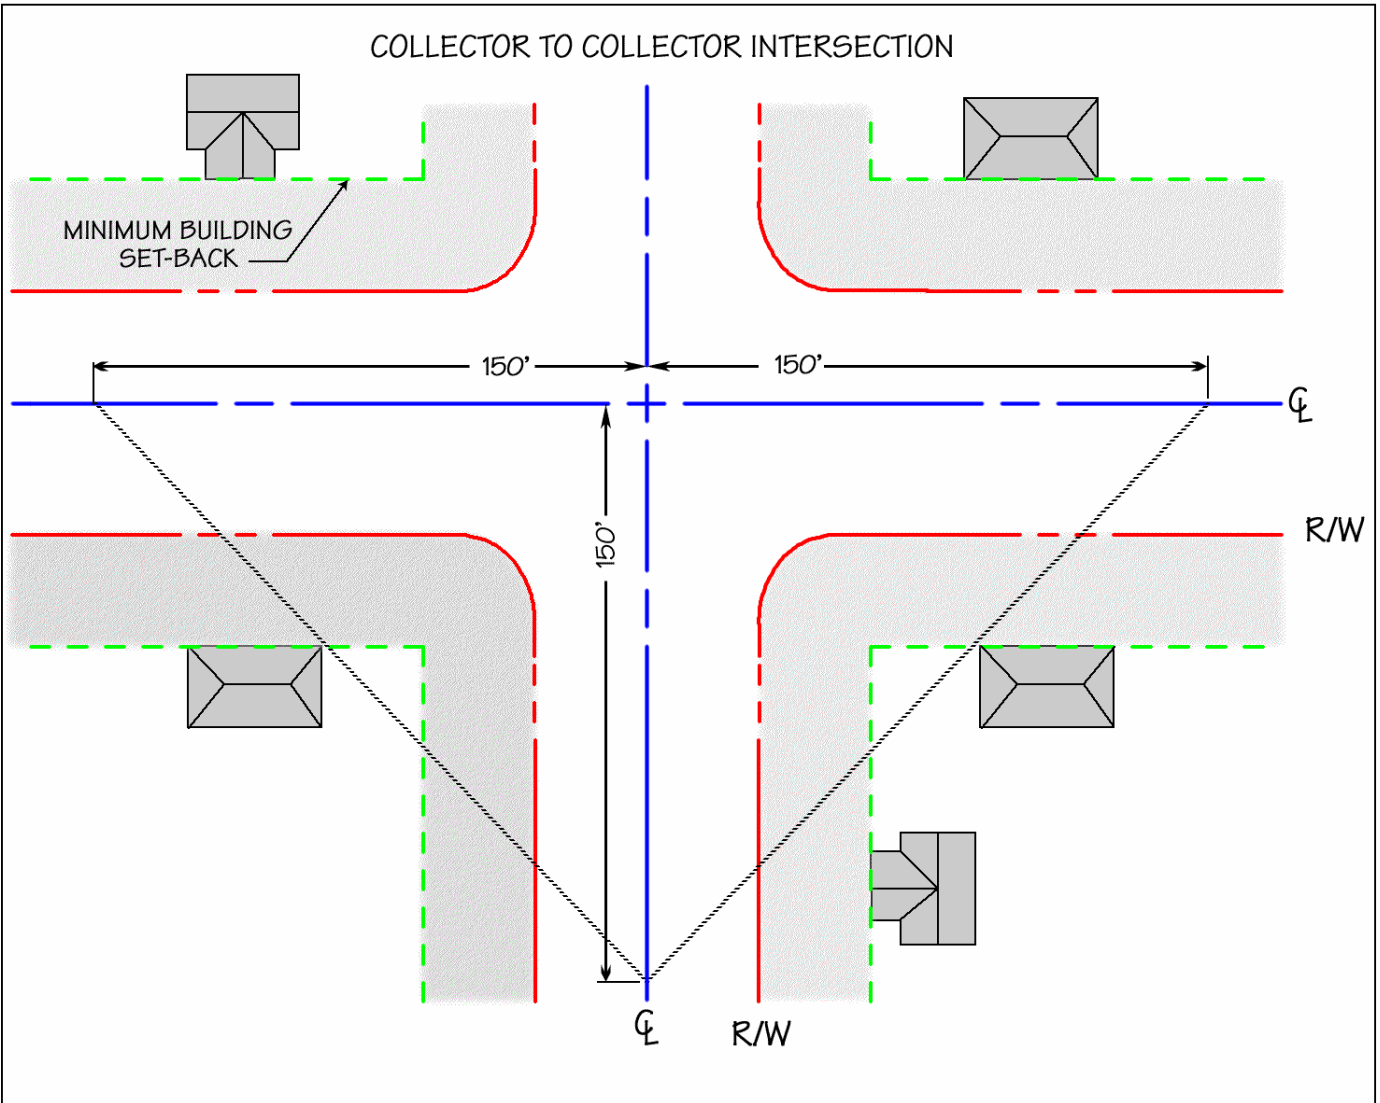 COLLECTOR TO COLLECTOR INTERSECTION
MINIMUM BUILDING
SET-BACK
150'
150'
℄
150'
R/W
℄
R/W